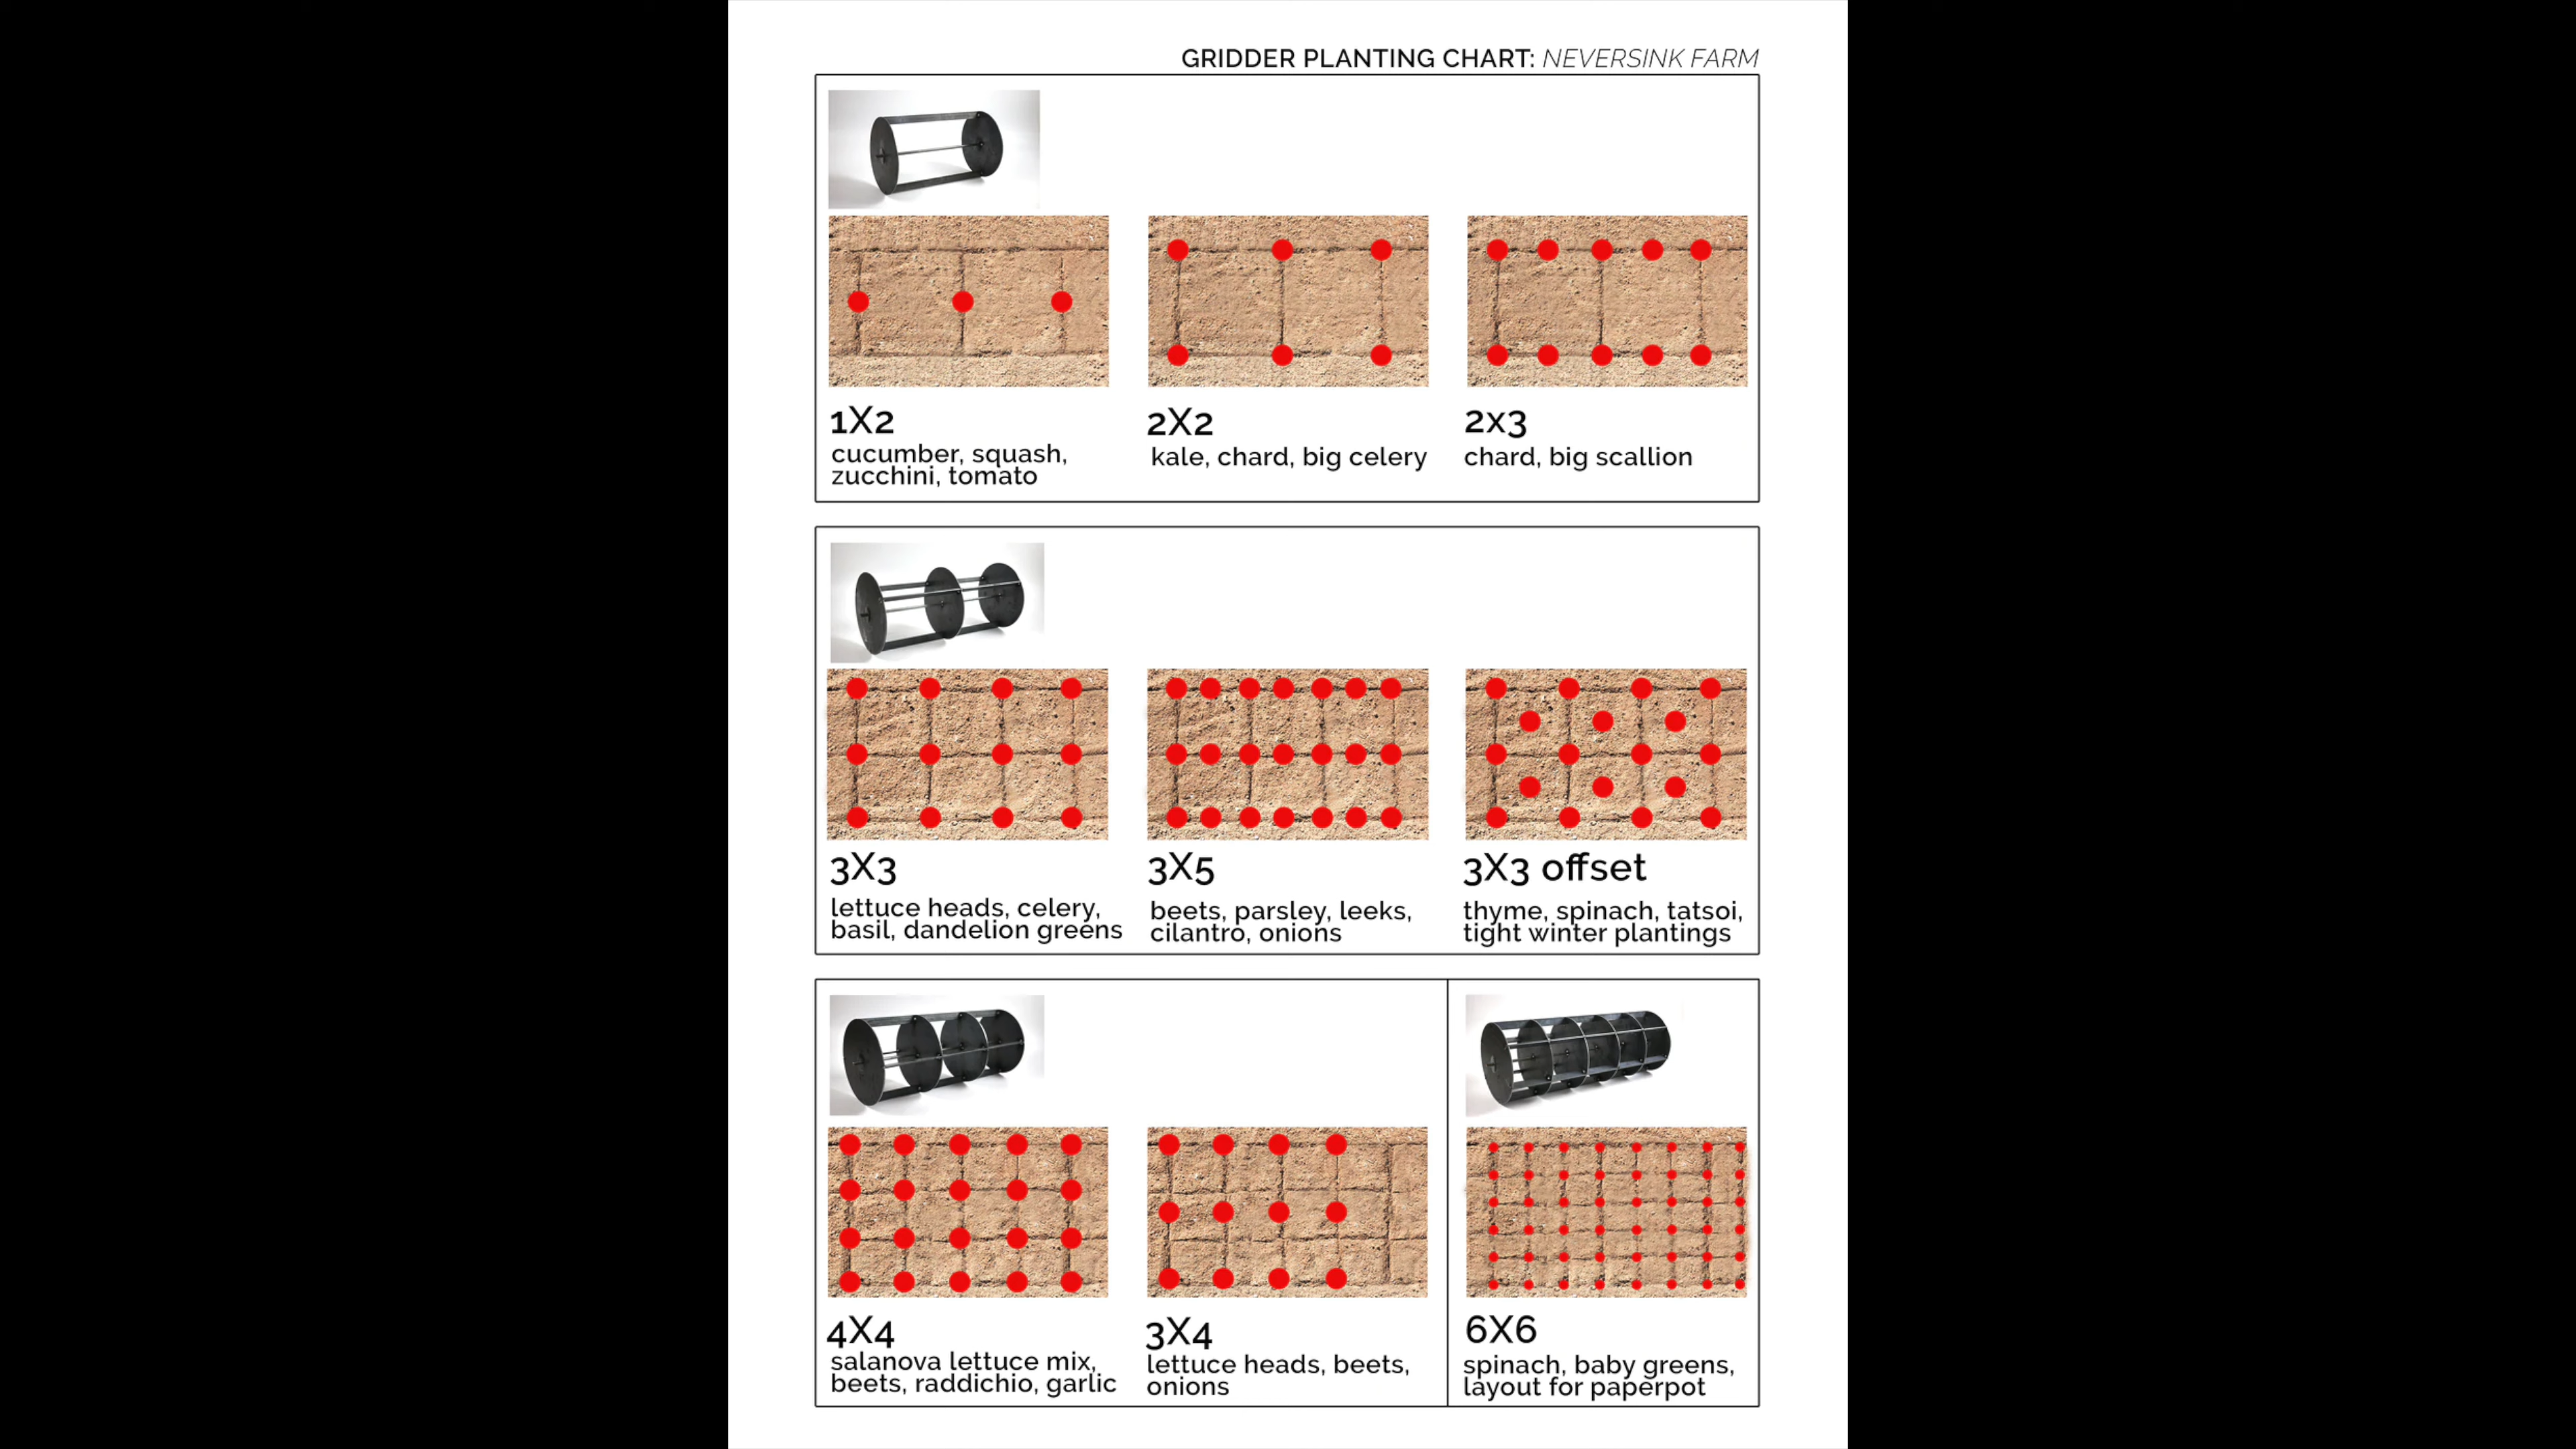 GRIDDER PLANTING CHART: NEVERSINK FARM
1X2
cucumber, squash,
zucchini, tomato
2X2
kale, chard, big celery
2x3
chard, big scallion
3X3
lettuce heads, celery,
basil, dandelion greens
3X5
beets, parsley, leeks,
cilantro, onions
3X3 offset
thyme, spinach, tatsoi,
tight winter plantings
4X4
salanova lettuce mix,
beets, raddichio, garlic
3X4
lettuce heads, beets,
onions
6X6
spinach, baby greens,
layout for paperpot